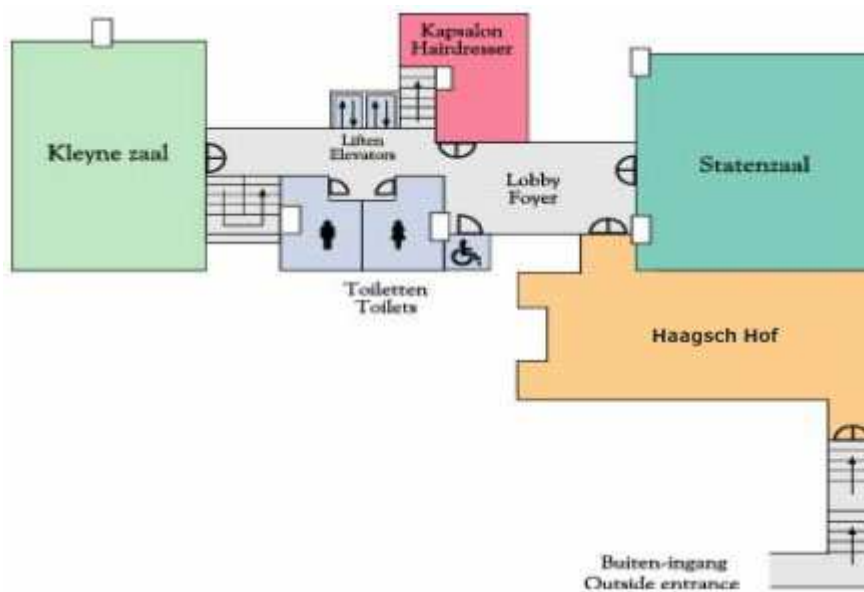 Kapsalon
Hairdresser
Kleyne zaal
Liften
Elevators
Statenzaal
Lobby
Foyer
Toiletten
Toilets
Haagsch Hof
Buiten-ingang
Outside entrance